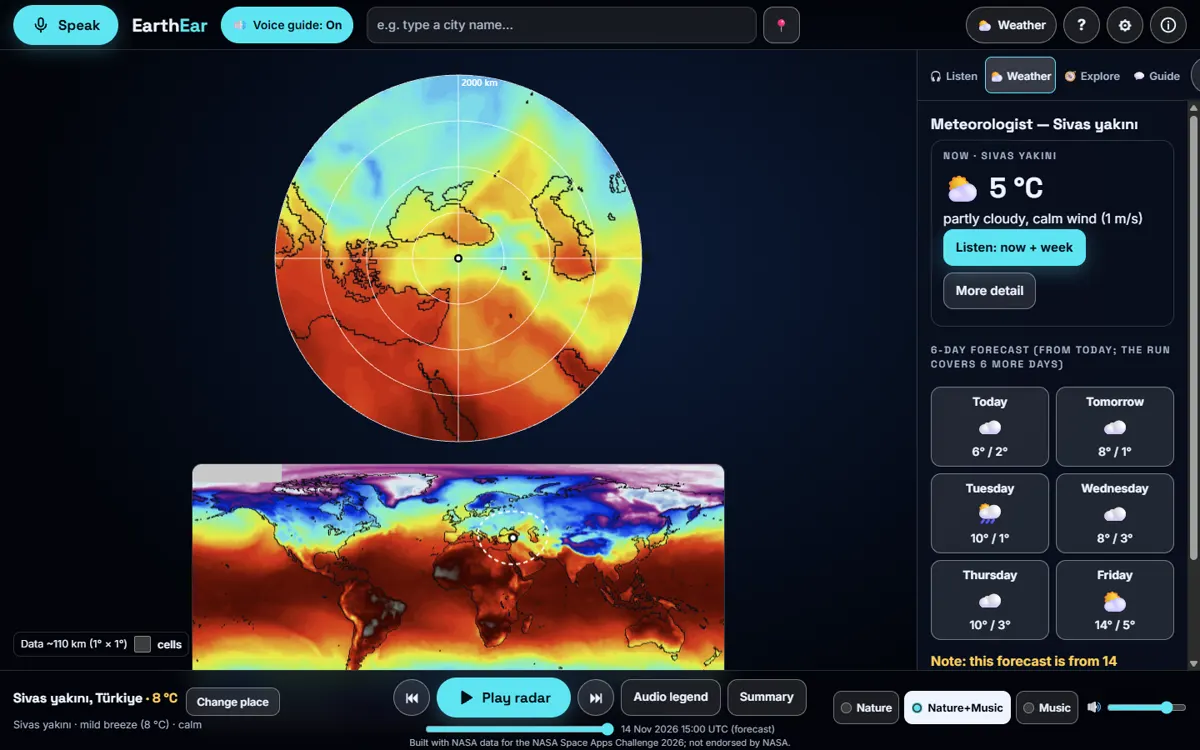 Speak
EarthEar
Voice guide: On
e.g. type a city name...
Weather
?
2000 km
Listen
Weather
Explore
Guide
Meteorologist — Sivas yakını
NOW · SIVAS YAKINI
5 °C
partly cloudy, calm wind (1 m/s)
Listen: now + week
More detail
6-DAY FORECAST (FROM TODAY; THE RUN
COVERS 6 MORE DAYS)
Today
6° / 2°
Tomorrow
8° / 1°
Tuesday
10° / 1°
Wednesday
8° / 3°
Thursday
10° / 3°
Friday
14° / 5°
Note: this forecast is from 14
Data ~110 km (1° × 1°)
cells
Sivas yakını, Türkiye · 8 °C
Sivas yakını · mild breeze (8 °C) · calm
Change place
Play radar
Audio legend
Summary
14 Nov 2026 15:00 UTC (forecast)
Built with NASA data for the NASA Space Apps Challenge 2026; not endorsed by NASA.
Nature
Nature+Music
Music